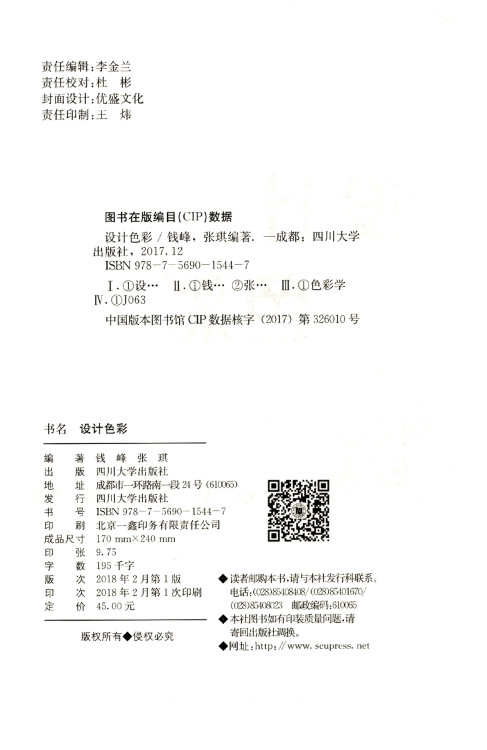 责任编辑:李金兰
责任校对:杜　彬
封面设计:优盛文化
责任印制:王　炜
图书在版编目(CIP)数据
设计色彩 / 钱峰，张琪编著. —成都：四川大学
出版社，2017.12
ISBN 978-7-5690-1544-7
Ⅰ.①设… Ⅱ.①钱… ②张… Ⅲ.①色彩学
Ⅳ.①J063
中国版本图书馆 CIP 数据核字（2017）第 326010 号
书名　设计色彩
编　著　钱　峰　张　琪
出　版　四川大学出版社
地　址　成都市一环路南一段 24 号 (610065)
发　行　四川大学出版社
书　号　ISBN 978-7-5690-1544-7
印　刷　北京一鑫印务有限责任公司
成品尺寸　170 mm×240 mm
印　张　9.75
字　数　195 千字
版　次　2018 年 2 月第 1 版
印　次　2018 年 2 月第 1 次印刷
定　价　45.00 元
版权所有◆侵权必究
◆读者邮购本书,请与本社发行科联系。
电话:(028)85408408/(028)85401670/
(028)85408023　邮政编码:610065
◆本社图书如有印装质量问题,请
寄回出版社调换。
◆网址:http://www.scupress.net